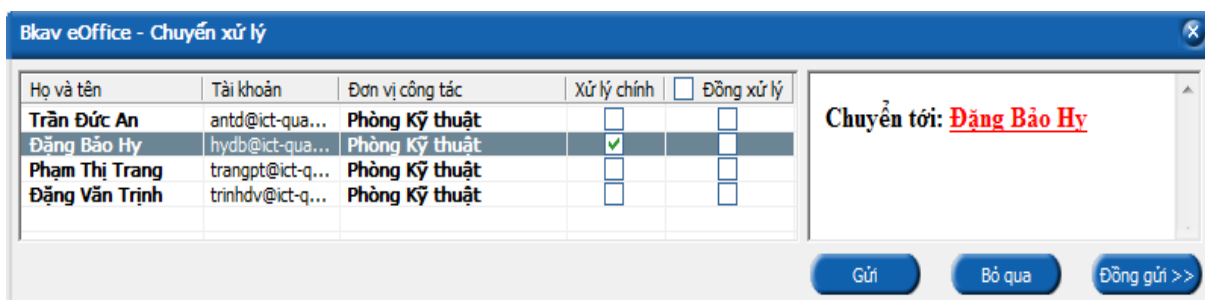 Bkav eOffice - Chuyển xử lý
Họ và tên Tài khoản Đơn vị công tác Xử lý chính Đồng xử lý
Trần Đức An antd@ict-qua... Phòng Kỹ thuật
Đặng Bảo Hy hydb@ict-qua... Phòng Kỹ thuật
Phạm Thị Trang trangpt@ict-q... Phòng Kỹ thuật
Đặng Văn Trịnh trinhdv@ict-q... Phòng Kỹ thuật
Chuyển tới: Đặng Bảo Hy
Gửi Bỏ qua Đồng gửi >>